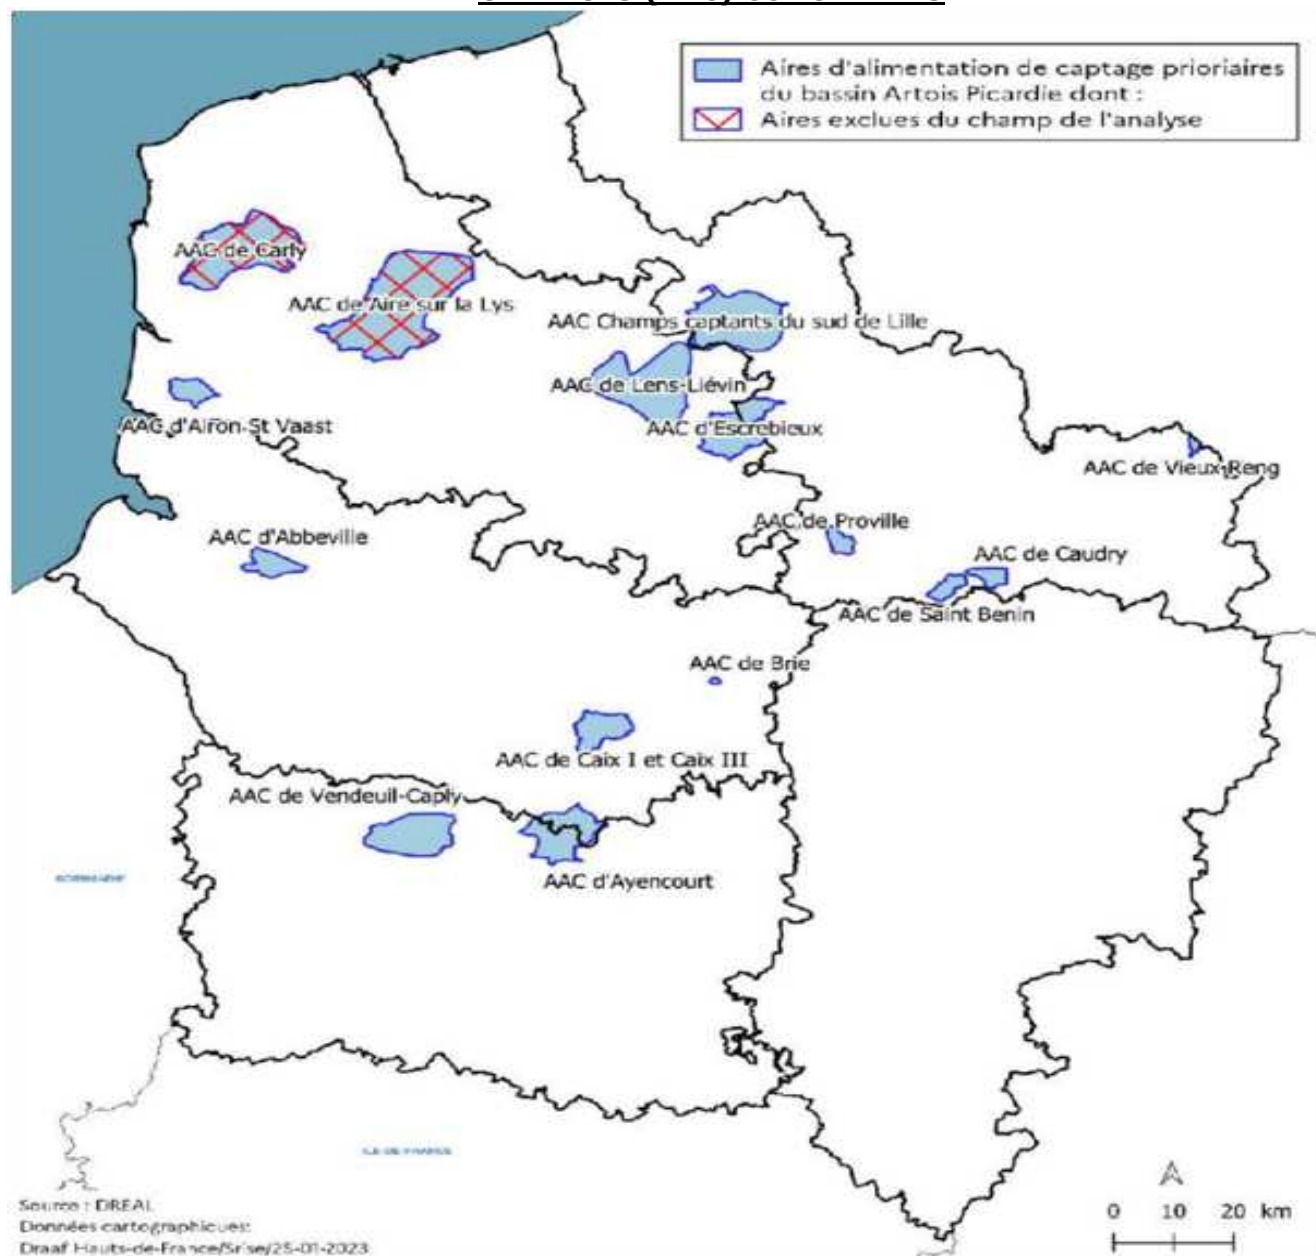 Aires d'alimentation de captage prioriaires
du bassin Artois Picardie dont :
Aires exclues du champ de l'analyse
AAC de Carly
AAC de Aire sur la Lys
AAC Champs captants du sud de Lille
AAC de Lens-Liévin
AAC d'Airon-St Vaast
AAC d'Escrebieux
AAC de Vieux-Reng
AAC d'Abbeville
AAC de Proville
AAC de Caudry
AAC de Saint Benin
AAC de Brie
AAC de Caix I et Caix III
AAC de Vendeuil-Caply
AAC d'Ayencourt
NORMANDIE
ILE-DE-FRANCE
Source : DREAL
Données cartographiques:
Draaf Hauts-de-France/Srise/25-01-2023
0 10 20 km